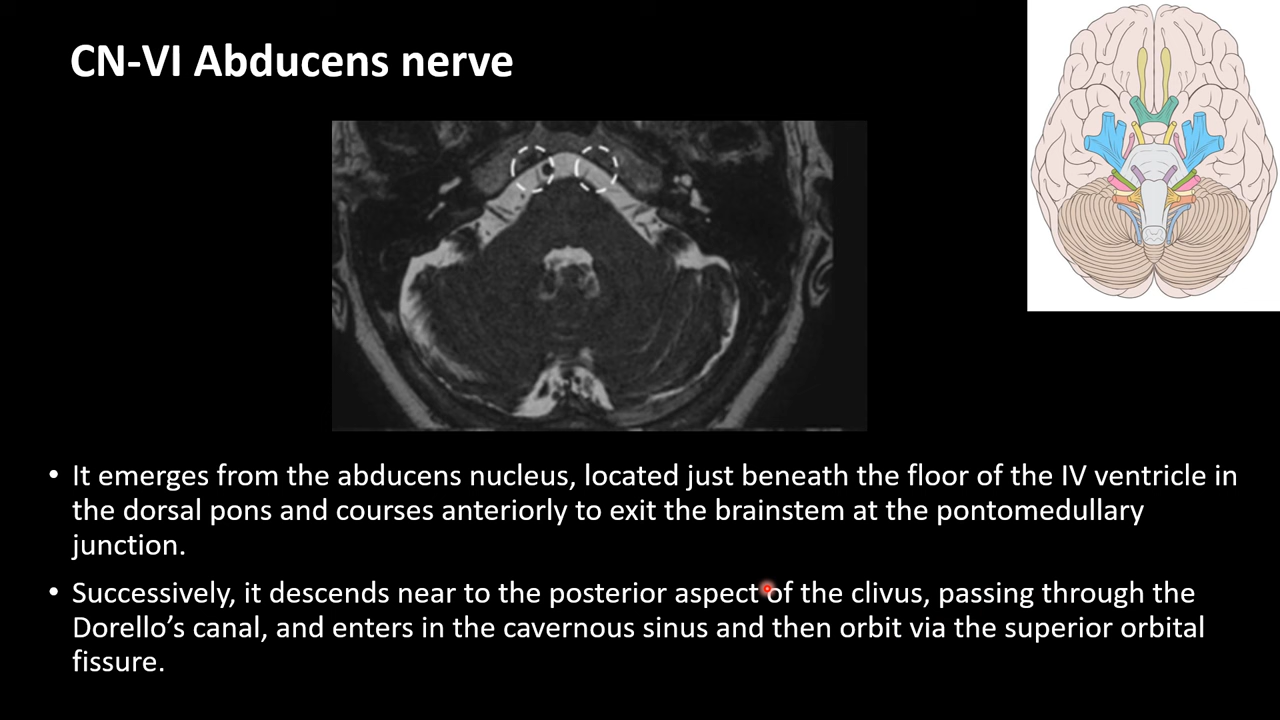 CN-VI Abducens nerve
• It emerges from the abducens nucleus, located just beneath the floor of the IV ventricle in
the dorsal pons and courses anteriorly to exit the brainstem at the pontomedullary
junction.
• Successively, it descends near to the posterior aspect of the clivus, passing through the
Dorello’s canal, and enters in the cavernous sinus and then orbit via the superior orbital
fissure.